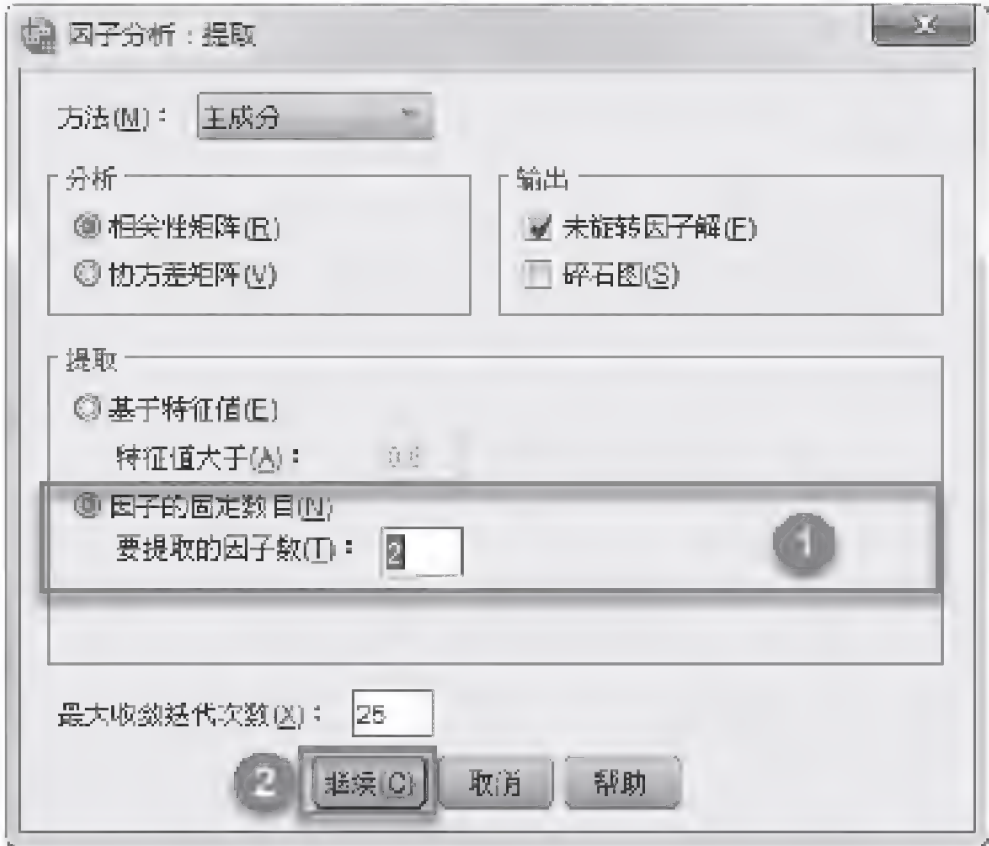 因子分析：提取
方法(M)：主成分
分析
相关性矩阵(R)
协方差矩阵(V)
输出
未旋转因子解(F)
碎石图(S)
提取
基于特征值(E)
特征值大于(A)：
因子的固定数目(N)
要提取的因子数(T)：2
1
最大收敛迭代次数(X)：25
2 继续(C) 取消 帮助